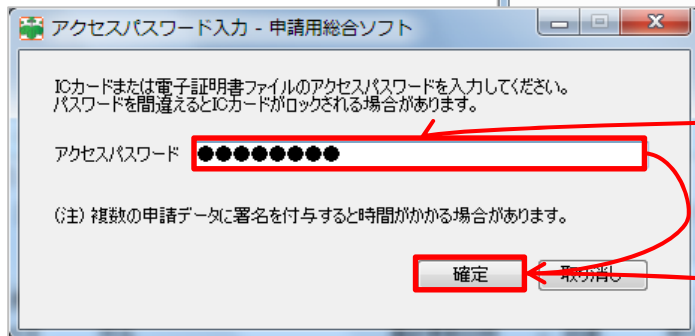 アクセスパスワード入力 - 申請用総合ソフト
ICカードまたは電子証明書ファイルのアクセスパスワードを入力してください。
パスワードを間違えるとICカードがロックされる場合があります。
アクセスパスワード ●●●●●●●●
(注) 複数の申請データに署名を付与すると時間がかかる場合があります。
確定 取り消し